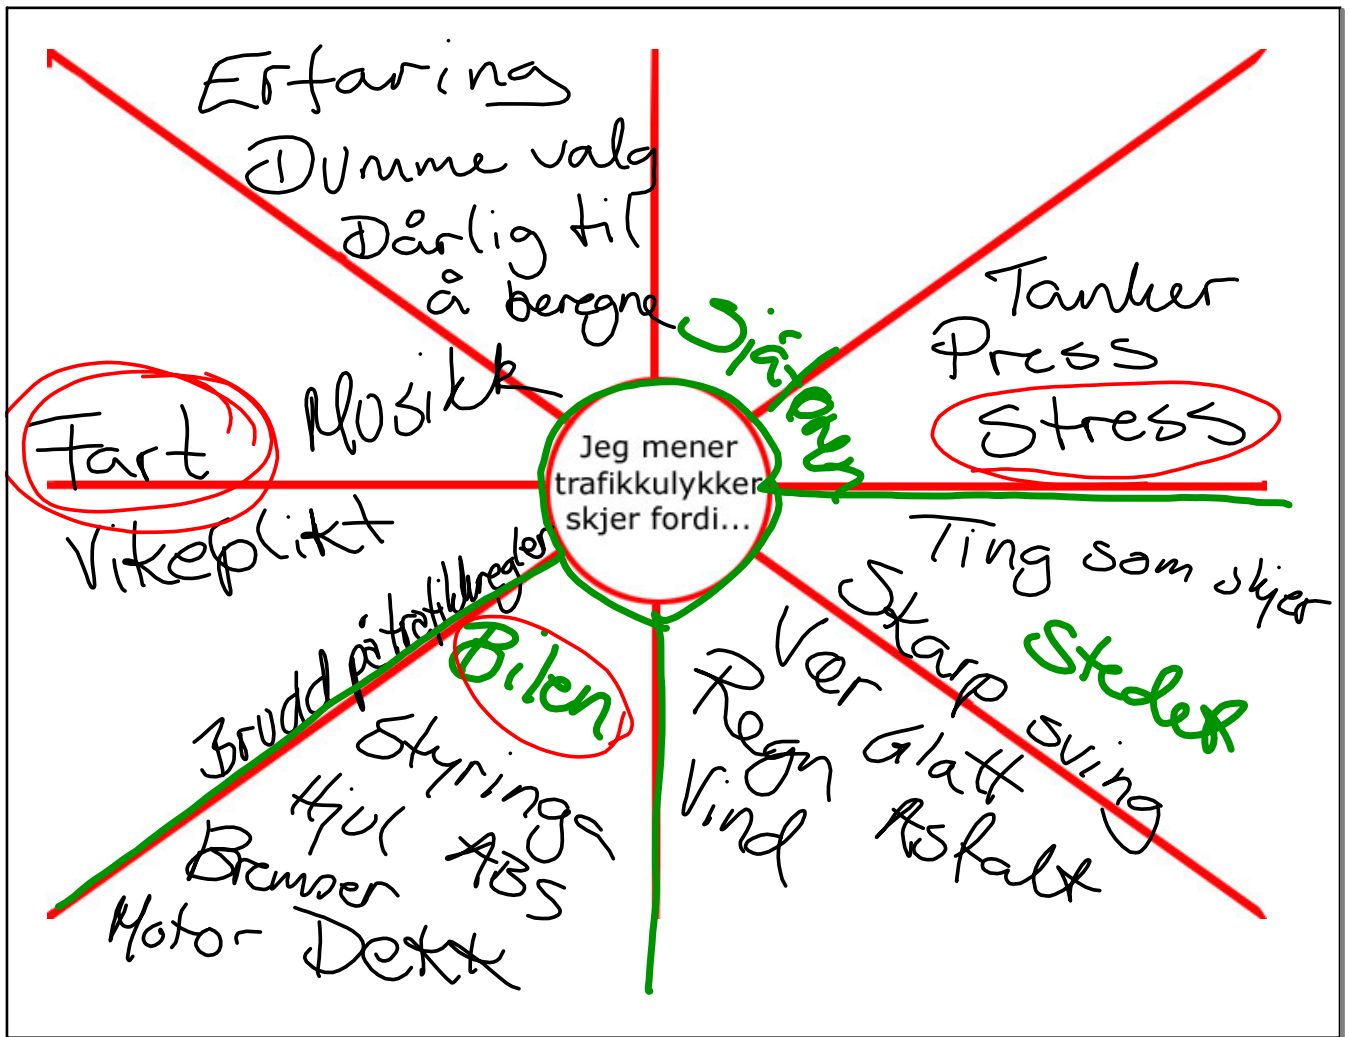 Erfaring
Dumme valg
Dårlig til
å beregne
Musikk
Fart
Vikeplikt
Brudd på trafikkregler
Jeg mener
trafikkulykker
skjer fordi...
Sjåføren
Tanker
Press
Stress
Ting som skjer
Steder
Skarp sving
Vær
Glatt
Asfalt
Regn
Vind
Bilen
Styringa
Hjul
ABS
Bremser
Motor
Dekk